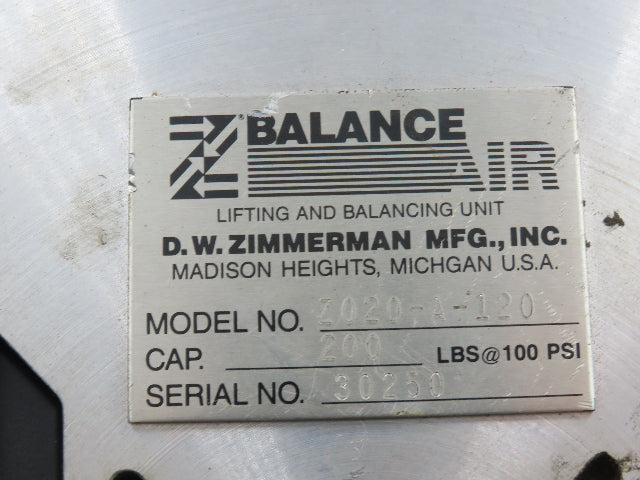 Z® BALANCE
AIR
LIFTING AND BALANCING UNIT
D.W. ZIMMERMAN MFG., INC.
MADISON HEIGHTS, MICHGAN U.S.A.
MODEL NO. Z020-A-120
CAP. 200 LBS@100 PSI
SERIAL NO. 30250